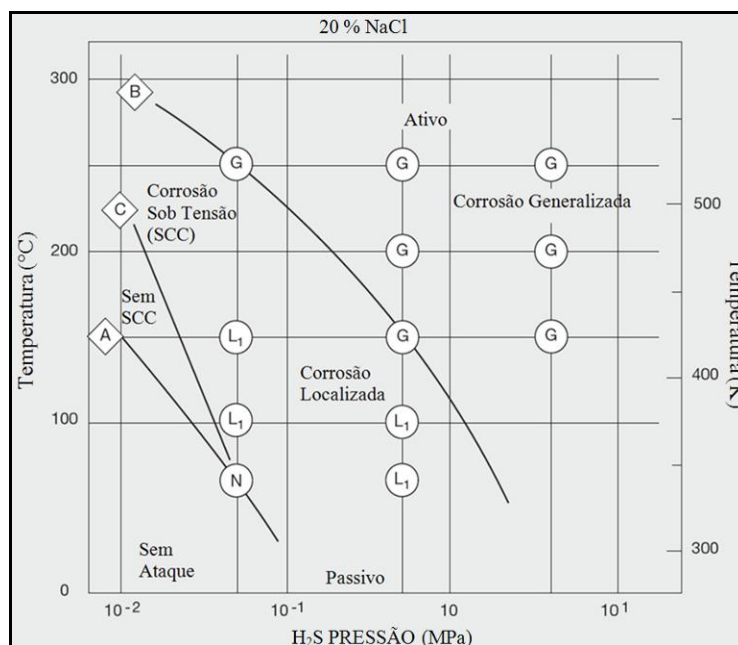 20 % NaCl
300
B
Ativo
G
G
G
Corrosão
Sob Tensão
(SCC)
Corrosão Generalizada
C
500
200
G
G
Sem
SCC
A
150
L₁
G
G
Corrosão
Localizada
400
100
L₁
L₁
N
L₁
Sem
Ataque
Passivo
300
0
10⁻²
10⁻¹
10
10¹
H₂S PRESSÃO (MPa)
Temperatura (°C)
Temperatura (K)